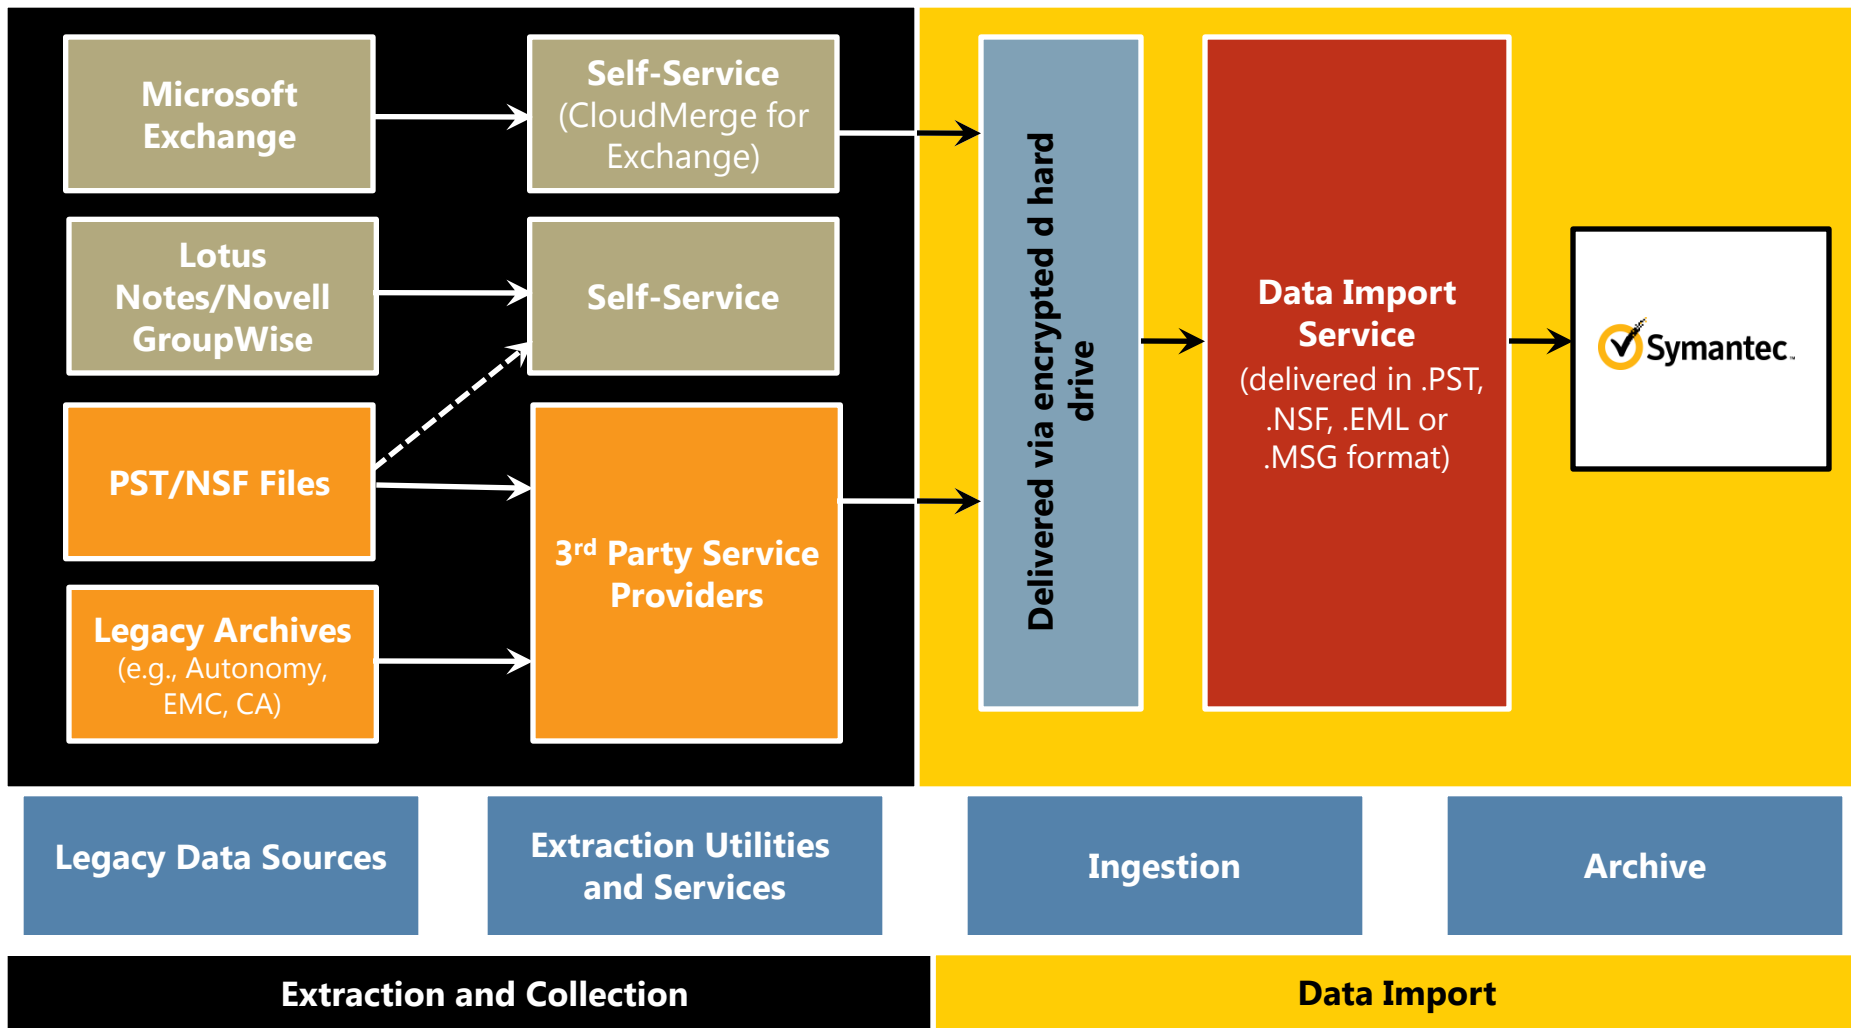 Microsoft
Exchange
Self-Service
(CloudMerge for
Exchange)
Lotus
Notes/Novell
GroupWise
Self-Service
PST/NSF Files
3rd Party Service
Providers
Legacy Archives
(e.g., Autonomy,
EMC, CA)
Delivered via encrypted d hard
drive
Data Import
Service
(delivered in .PST,
.NSF, .EML or
.MSG format)
Symantec™
Legacy Data Sources
Extraction Utilities
and Services
Ingestion
Archive
Extraction and Collection
Data Import